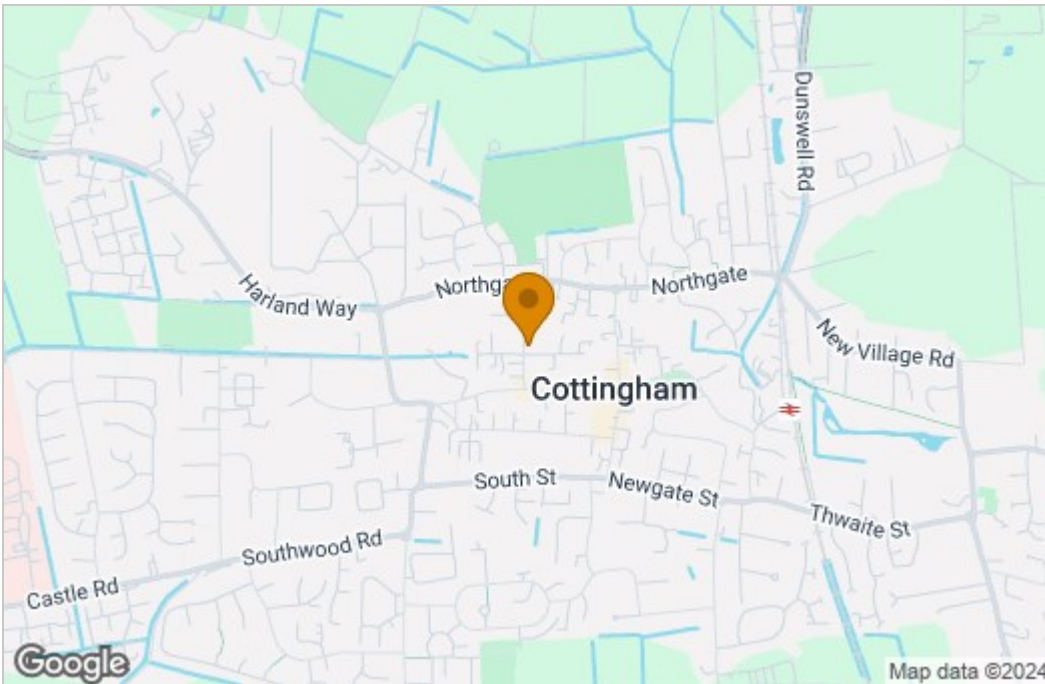 Dunswell Rd
Northga
Northgate
Harland Way
New Village Rd
Cottingham
South St
Newgate St
Thwaite St
Southwood Rd
Castle Rd
Google
Map data ©2024